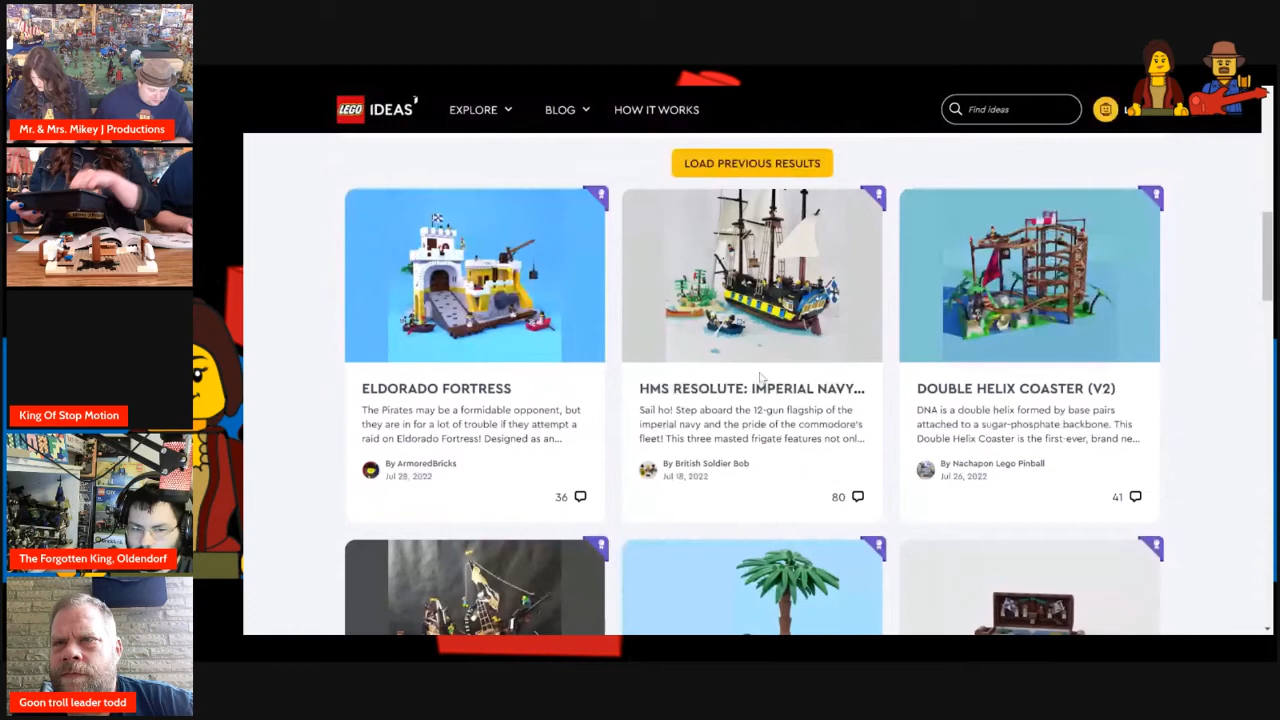 Mr. & Mrs. Mikey | Productions
King Of Stop Motion
The Forgotten King, Oldendorf
Goon troll leader todd
LEGO IDEAS
EXPLORE
BLOG
HOW IT WORKS
Find ideas
LOAD PREVIOUS RESULTS
ELDORADO FORTRESS
The Pirates may be a formidable opponent, but
they are in for a lot of trouble if they attempt a
raid on Eldorado Fortress! Designed as an...
By ArmoredBricks
Jul 28, 2022
36
HMS RESOLUTE: IMPERIAL NAVY...
Sail ho! Step aboard the 12-gun flagship of the
imperial navy and the pride of the commodore's
fleet! This three masted frigate features not onl...
By British Soldier Bob
Jul 18, 2022
80
DOUBLE HELIX COASTER (V2)
DNA is a double helix formed by base pairs
attached to a sugar-phosphate backbone. This
Double Helix Coaster is the first-ever, brand ne...
By Nachapon Lego Pinball
Jul 26, 2022
41